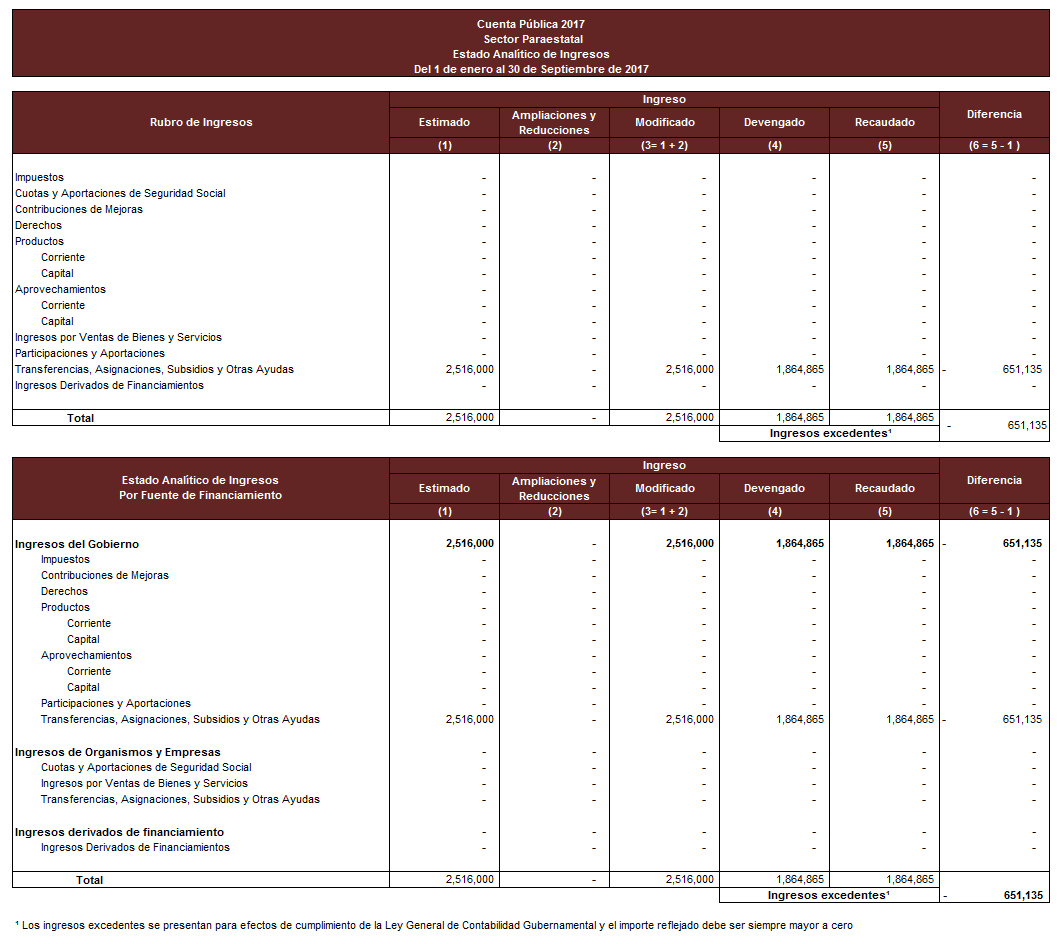 Cuenta Pública 2017
Sector Paraestatal
Estado Analítico de Ingresos
Del 1 de enero al 30 de Septiembre de 2017
Rubro de Ingresos
Ingreso
Diferencia
Estimado Ampliaciones y Reducciones Modificado Devengado Recaudado
(1) (2) (3= 1 + 2) (4) (5) (6 = 5 - 1 )
Impuestos - - - - - -
Cuotas y Aportaciones de Seguridad Social - - - - - -
Contribuciones de Mejoras - - - - - -
Derechos - - - - - -
Productos - - - - - -
Corriente - - - - - -
Capital - - - - - -
Aprovechamientos - - - - - -
Corriente - - - - - -
Capital - - - - - -
Ingresos por Ventas de Bienes y Servicios - - - - - -
Participaciones y Aportaciones - - - - - -
Transferencias, Asignaciones, Subsidios y Otras Ayudas 2,516,000 - 2,516,000 1,864,865 1,864,865 - 651,135
Ingresos Derivados de Financiamientos - - - - - -
Total 2,516,000 - 2,516,000 1,864,865 1,864,865 - 651,135
Ingresos excedentes¹
Estado Analítico de Ingresos
Por Fuente de Financiamiento
Ingreso
Diferencia
Estimado Ampliaciones y Reducciones Modificado Devengado Recaudado
(1) (2) (3= 1 + 2) (4) (5) (6 = 5 - 1 )
Ingresos del Gobierno 2,516,000 - 2,516,000 1,864,865 1,864,865 - 651,135
Impuestos - - - - - -
Contribuciones de Mejoras - - - - - -
Derechos - - - - - -
Productos - - - - - -
Corriente - - - - - -
Capital - - - - - -
Aprovechamientos - - - - - -
Corriente - - - - - -
Capital - - - - - -
Participaciones y Aportaciones - - - - - -
Transferencias, Asignaciones, Subsidios y Otras Ayudas 2,516,000 - 2,516,000 1,864,865 1,864,865 - 651,135
Ingresos de Organismos y Empresas - - - - - -
Cuotas y Aportaciones de Seguridad Social - - - - - -
Ingresos por Ventas de Bienes y Servicios - - - - - -
Transferencias, Asignaciones, Subsidios y Otras Ayudas - - - - - -
Ingresos derivados de financiamiento - - - - - -
Ingresos Derivados de Financiamientos - - - - - -
Total 2,516,000 - 2,516,000 1,864,865 1,864,865
Ingresos excedentes¹ - 651,135
¹ Los ingresos excedentes se presentan para efectos de cumplimiento de la Ley General de Contabilidad Gubernamental y el importe reflejado debe ser siempre mayor a cero